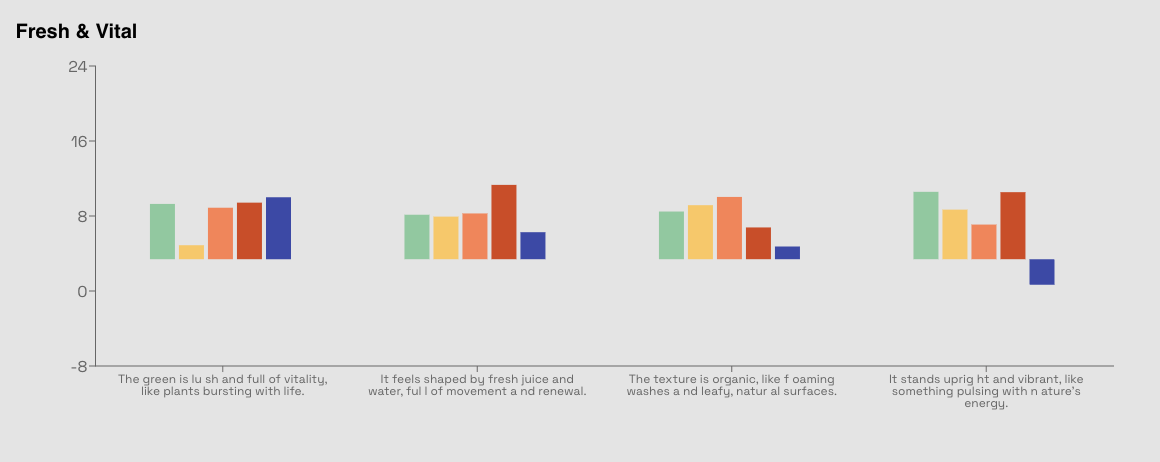 Fresh & Vital
24
16
8
0
-8
The green is lu sh and full of vitality,
like plants bursting with life.
It feels shaped by fresh juice and
water, ful l of movement a nd renewal.
The texture is organic, like f oaming
washes a nd leafy, natur al surfaces.
It stands uprig ht and vibrant, like
something pulsing with n ature's
energy.